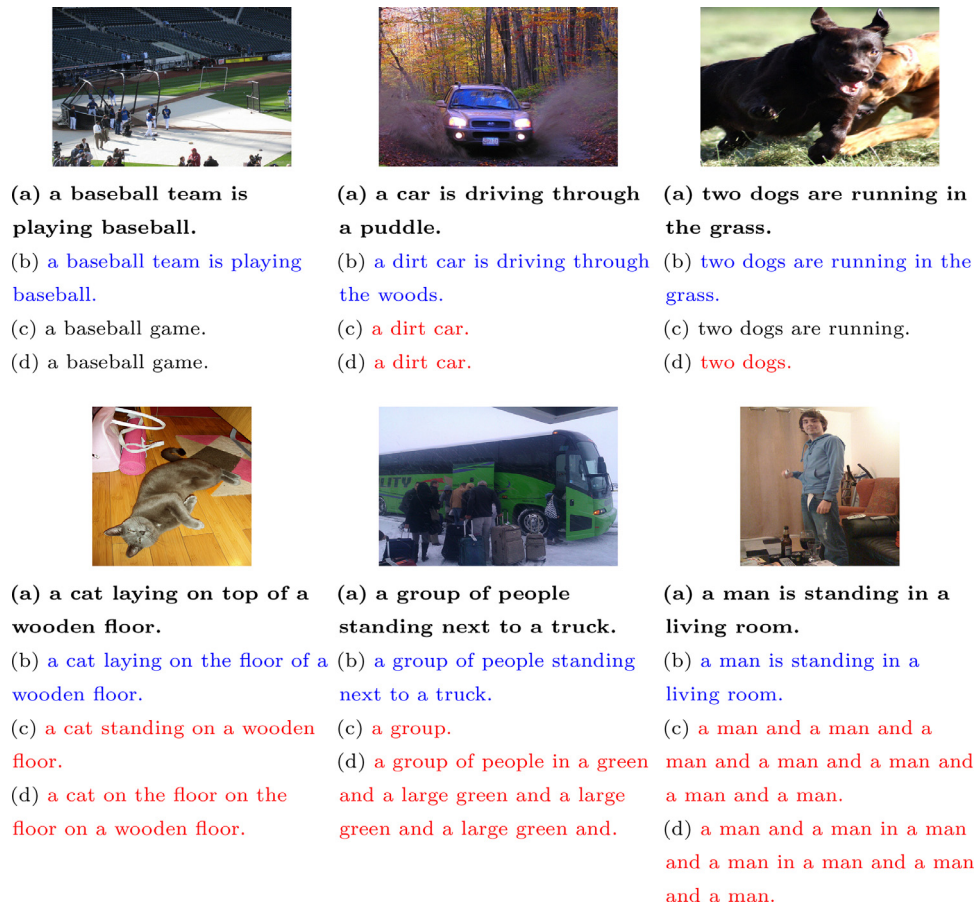 (a) a baseball team is
playing baseball.
(b) a baseball team is playing
baseball.
(c) a baseball game.
(d) a baseball game.
(a) a car is driving through
a puddle.
(b) a dirt car is driving through
the woods.
(c) a dirt car.
(d) a dirt car.
(a) two dogs are running in
the grass.
(b) two dogs are running in the
grass.
(c) two dogs are running.
(d) two dogs.
(a) a cat laying on top of a
wooden floor.
(b) a cat laying on the floor of a
wooden floor.
(c) a cat standing on a wooden
floor.
(d) a cat on the floor on the
floor on a wooden floor.
(a) a group of people
standing next to a truck.
(b) a group of people standing
next to a truck.
(c) a group.
(d) a group of people in a green
and a large green and a large
green and a large green and.
(a) a man is standing in a
living room.
(b) a man is standing in a
living room.
(c) a man and a man and a
man and a man and a man and
a man and a man.
(d) a man and a man in a man
and a man in a man and a man
and a man.